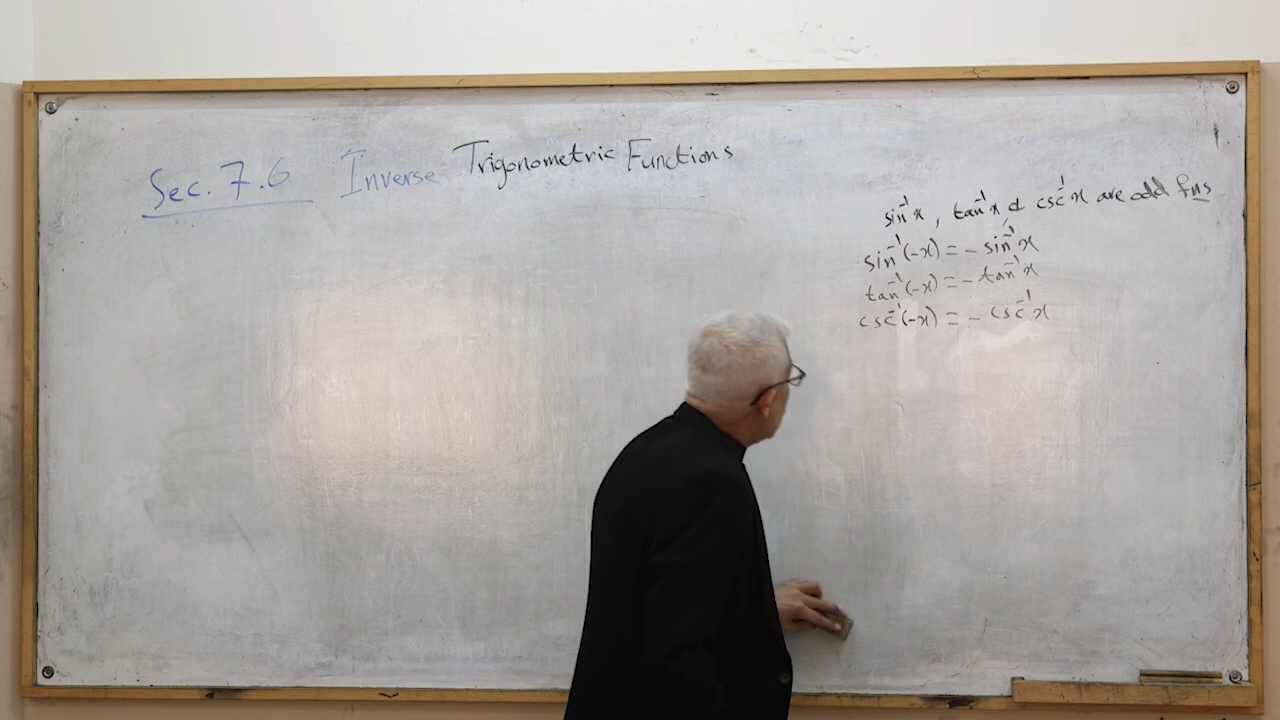 Sec. 7.6 Inverse Trigonometric Functions
sin⁻¹x, tan⁻¹x & csc⁻¹x are odd fns
sin⁻¹(-x) = - sin⁻¹x
tan⁻¹(-x) = - tan⁻¹x
csc⁻¹(-x) = - csc⁻¹x